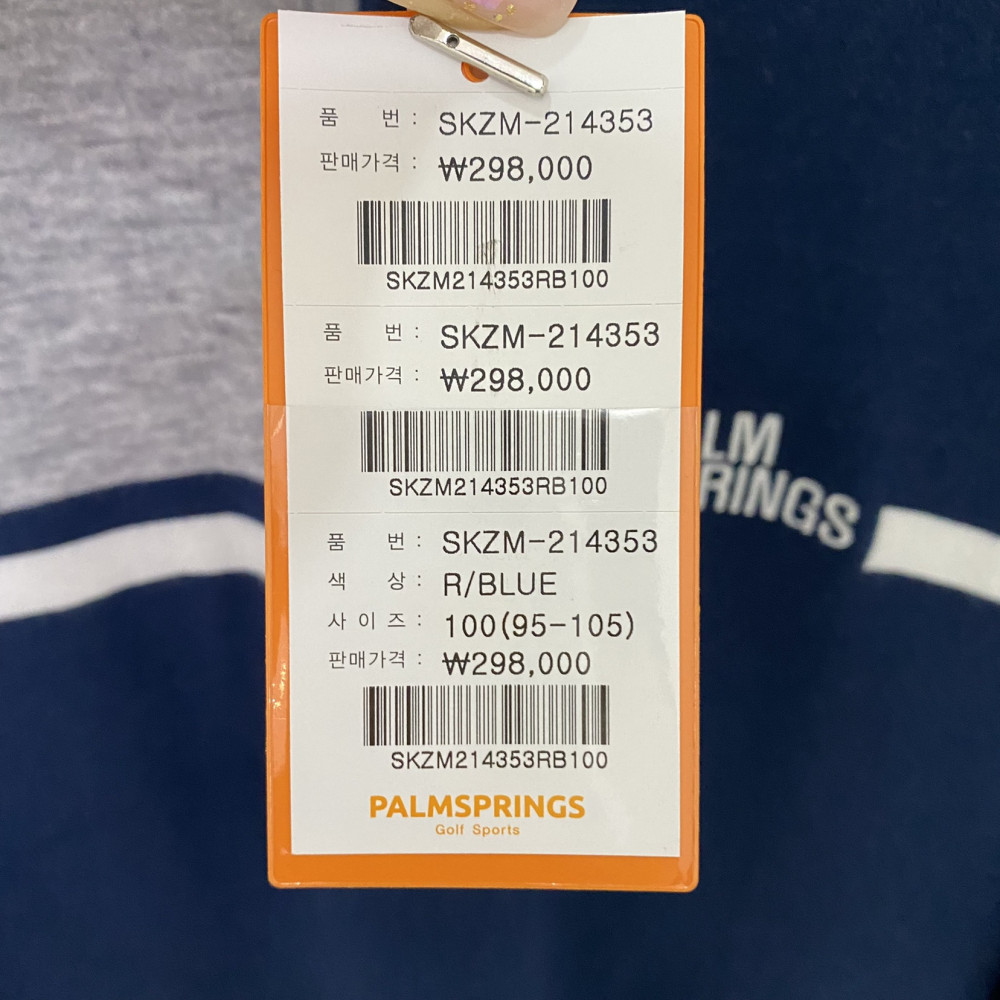 품 번 : SKZM-214353
판매가격 : ₩298,000
SKZM214353RB100
품 번 : SKZM-214353
판매가격 : ₩298,000
SKZM214353RB100
품 번 : SKZM-214353
색 상 : R/BLUE
사 이 즈 : 100(95-105)
판매가격 : ₩298,000
SKZM214353RB100
PALMSPRINGS
Golf Sports
LM
RINGS